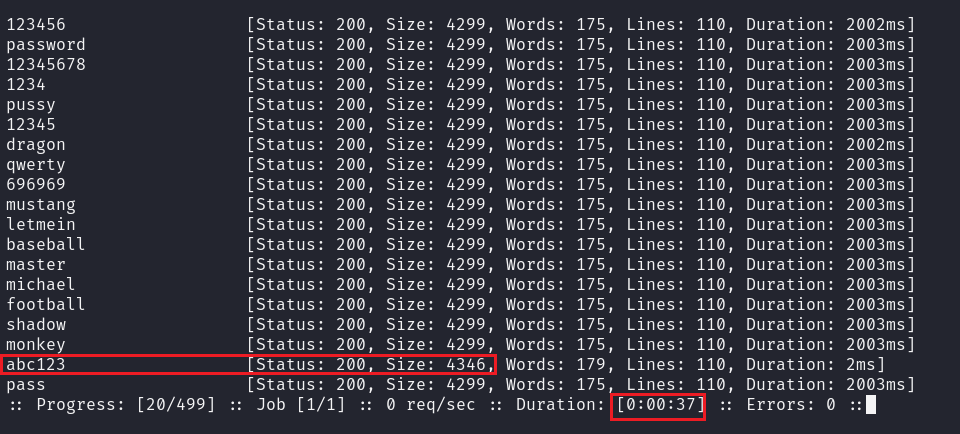 123456 [Status: 200, Size: 4299, Words: 175, Lines: 110, Duration: 2002ms]
password [Status: 200, Size: 4299, Words: 175, Lines: 110, Duration: 2003ms]
12345678 [Status: 200, Size: 4299, Words: 175, Lines: 110, Duration: 2003ms]
1234 [Status: 200, Size: 4299, Words: 175, Lines: 110, Duration: 2003ms]
pussy [Status: 200, Size: 4299, Words: 175, Lines: 110, Duration: 2003ms]
12345 [Status: 200, Size: 4299, Words: 175, Lines: 110, Duration: 2003ms]
dragon [Status: 200, Size: 4299, Words: 175, Lines: 110, Duration: 2002ms]
qwerty [Status: 200, Size: 4299, Words: 175, Lines: 110, Duration: 2003ms]
696969 [Status: 200, Size: 4299, Words: 175, Lines: 110, Duration: 2003ms]
mustang [Status: 200, Size: 4299, Words: 175, Lines: 110, Duration: 2003ms]
letmein [Status: 200, Size: 4299, Words: 175, Lines: 110, Duration: 2003ms]
baseball [Status: 200, Size: 4299, Words: 175, Lines: 110, Duration: 2003ms]
master [Status: 200, Size: 4299, Words: 175, Lines: 110, Duration: 2003ms]
michael [Status: 200, Size: 4299, Words: 175, Lines: 110, Duration: 2003ms]
football [Status: 200, Size: 4299, Words: 175, Lines: 110, Duration: 2003ms]
shadow [Status: 200, Size: 4299, Words: 175, Lines: 110, Duration: 2003ms]
monkey [Status: 200, Size: 4299, Words: 175, Lines: 110, Duration: 2003ms]
abc123 [Status: 200, Size: 4346, Words: 179, Lines: 110, Duration: 2ms]
pass [Status: 200, Size: 4299, Words: 175, Lines: 110, Duration: 2003ms]
:: Progress: [20/499] :: Job [1/1] :: 0 req/sec :: Duration: [0:00:37] :: Errors: 0 ::